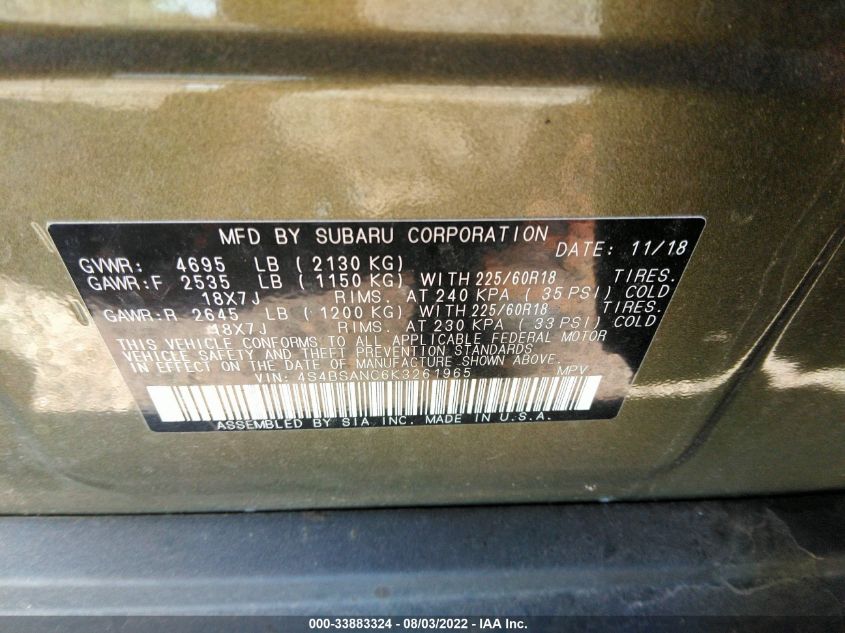 MFD BY SUBARU CORPORATION DATE: 11/18
GVWR: 4695 LB (2130 KG)
GAWR:F 2535 LB (1150 KG) WITH 225/60R18 TIRES.
18X7J RIMS. AT 240 KPA (35 PSI) COLD
GAWR:R 2645 LB (1200 KG) WITH 225/60R18 TIRES.
18X7J RIMS. AT 230 KPA (33 PSI) COLD
THIS VEHICLE CONFORMS TO ALL APPLICABLE FEDERAL MOTOR
VEHICLE SAFETY AND THEFT PREVENTION STANDARDS IN
EFFECT ON THE DATE OF MANUFACTURE SHOWN ABOVE.
VIN: 4S4BSANC6K3261965 MPV
ASSEMBLED BY SIA INC. MADE IN U.S.A.
000-33883324 - 08/03/2022 - IAA Inc.